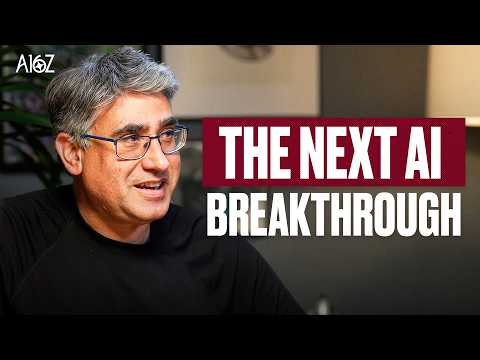 A16Z
THE NEXT AI
BREAKTHROUGH